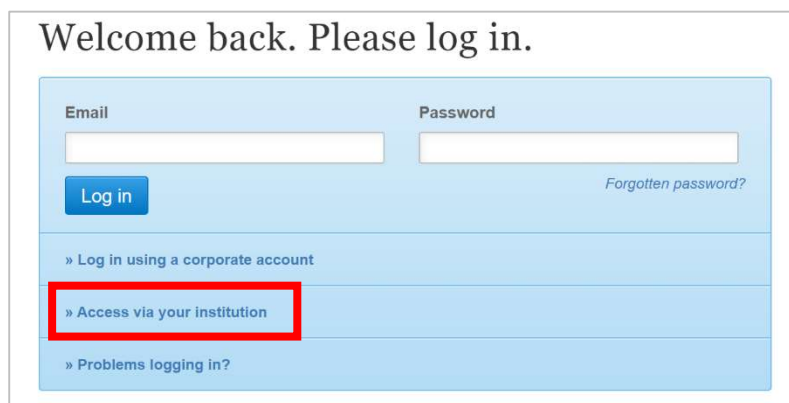 Welcome back. Please log in.
Email
Password
Log in
Forgotten password?
» Log in using a corporate account
» Access via your institution
» Problems logging in?